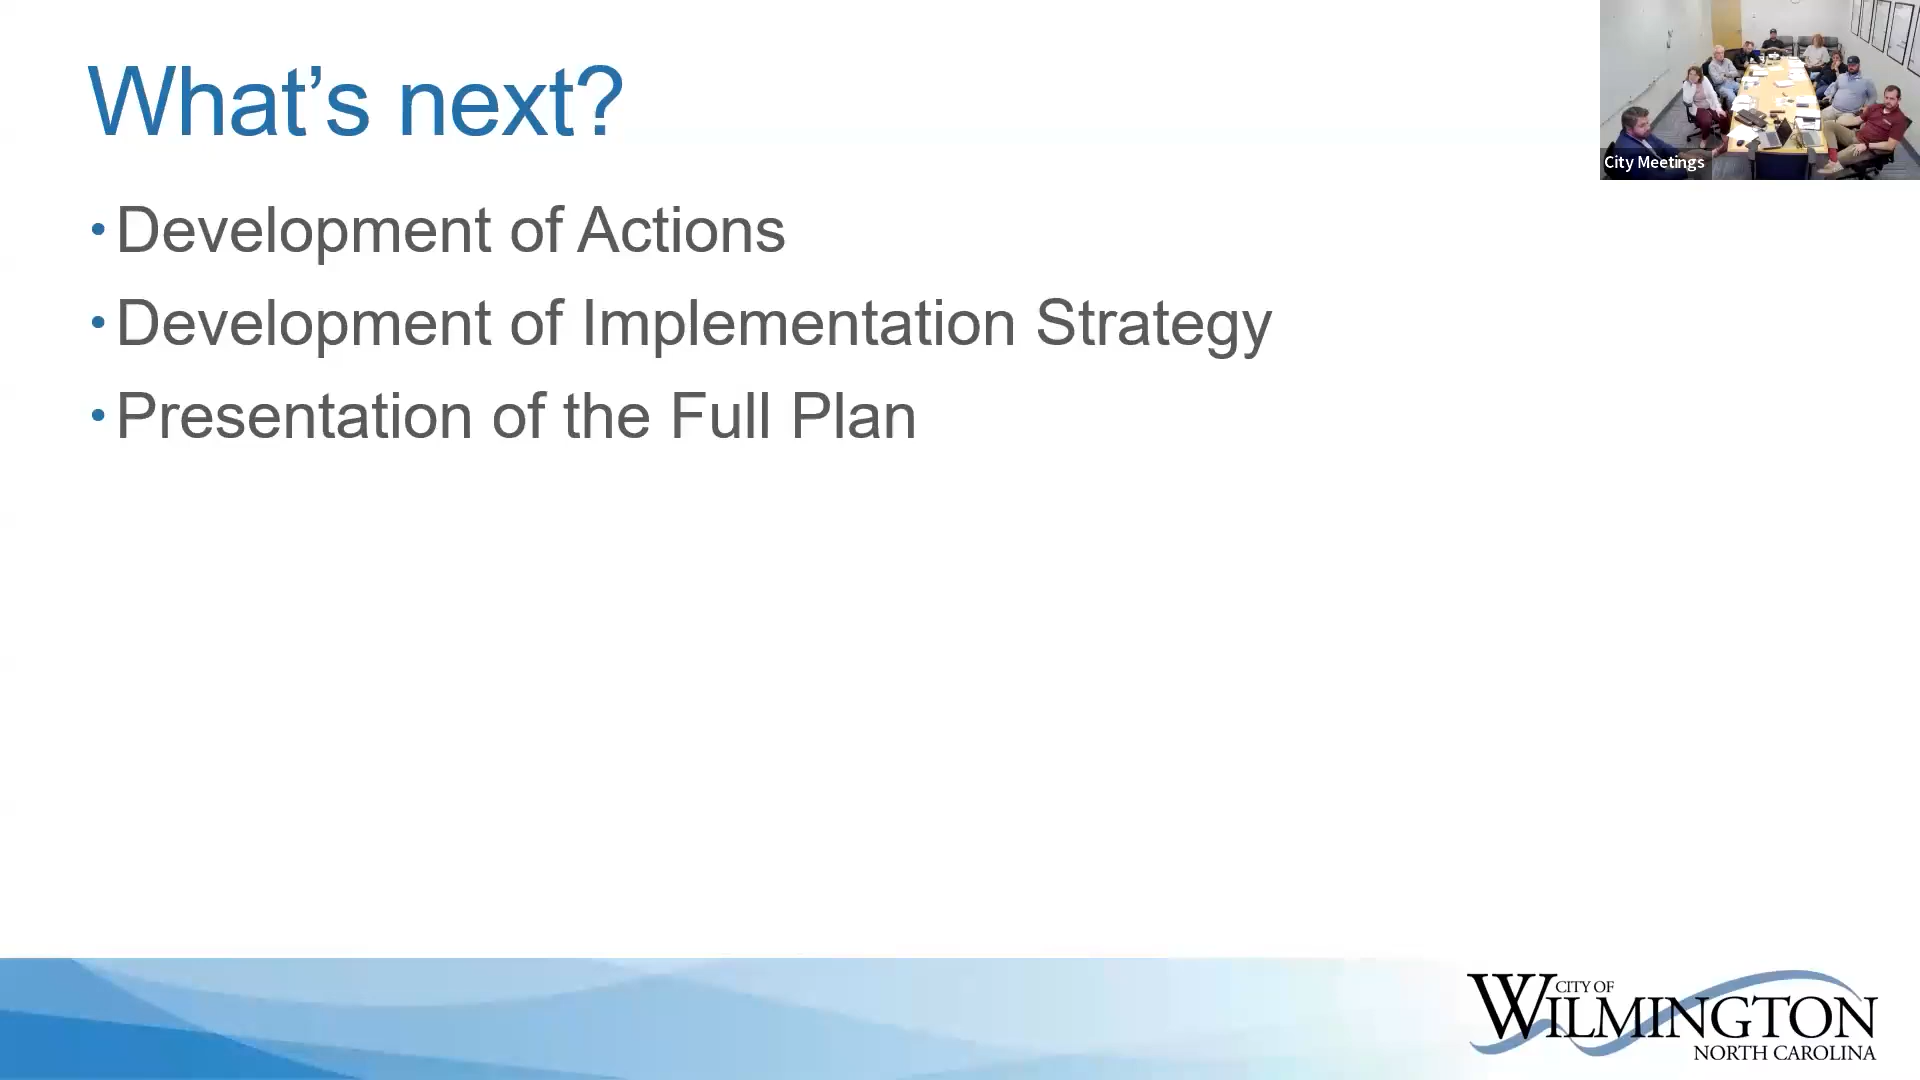 What’s next?
City Meetings
• Development of Actions
• Development of Implementation Strategy
• Presentation of the Full Plan
CITY OF
WILMINGTON
NORTH CAROLINA